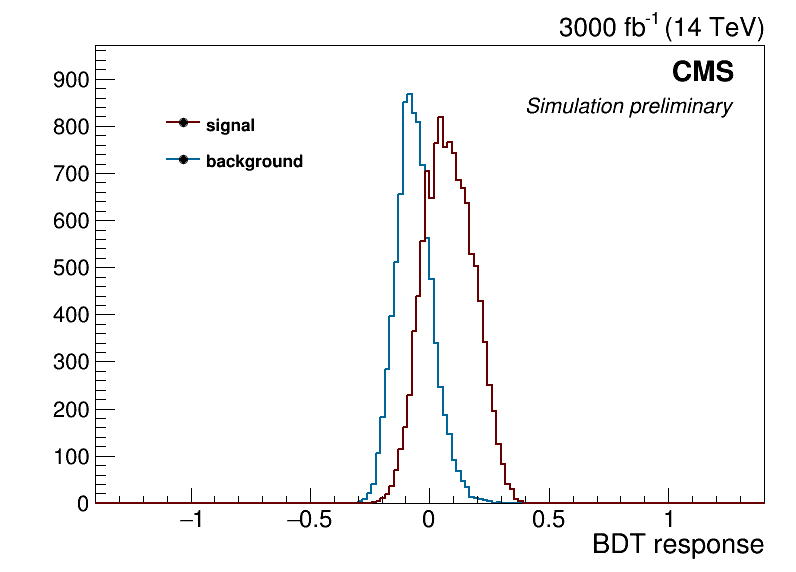 3000 fb-1 (14 TeV)
CMS
Simulation preliminary
signal
background
900
800
700
600
500
400
300
200
100
0
−1 −0.5 0 0.5 1
BDT response